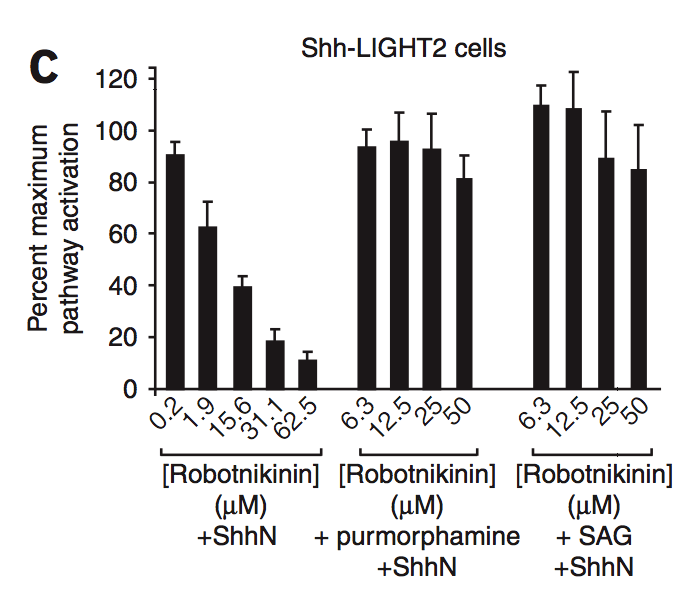 C
Shh-LIGHT2 cells
Percent maximum
pathway activation
120
100
80
60
40
20
0
0.2
1.9
15.6
31.1
62.5
6.3
12.5
25
50
6.3
12.5
25
50
[Robotnikinin]
(μM)
+ShhN
[Robotnikinin]
(μM)
+ purmorphamine
+ShhN
[Robotnikinin]
(μM)
+ SAG
+ShhN